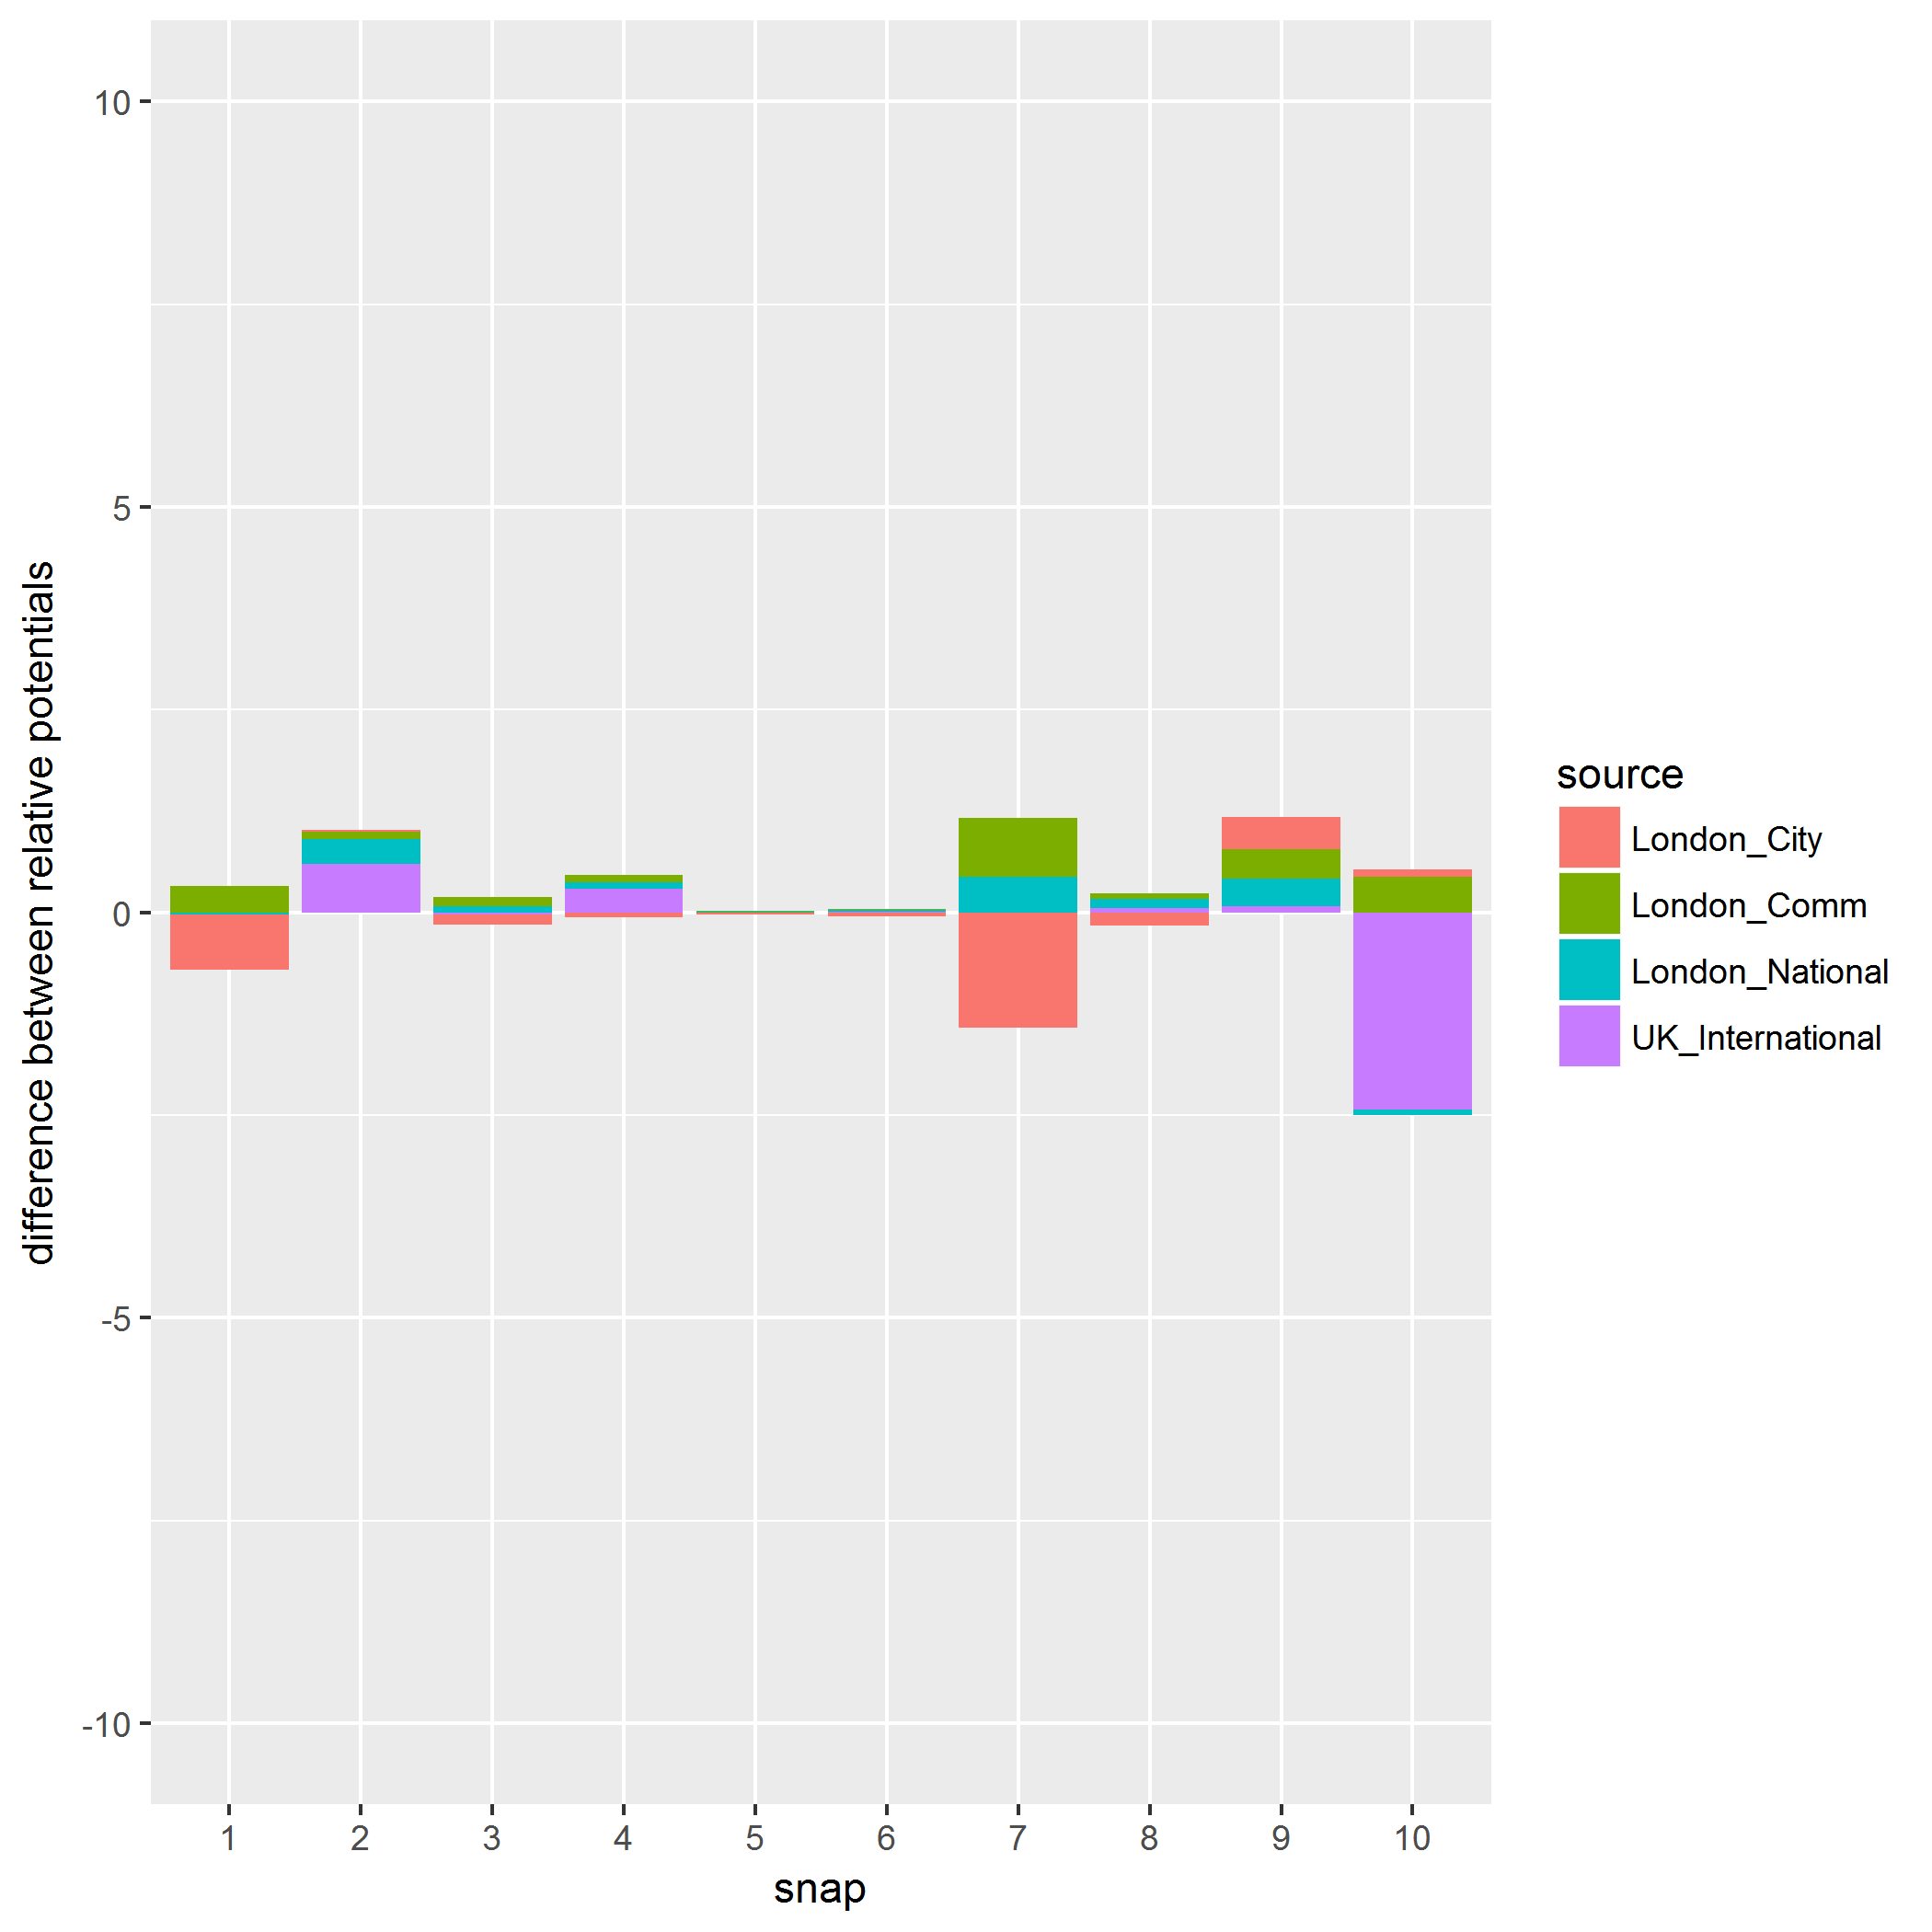 difference between relative potentials
10
5
0
-5
-10
1 2 3 4 5 6 7 8 9 10
snap
source
London_City
London_Comm
London_National
UK_International